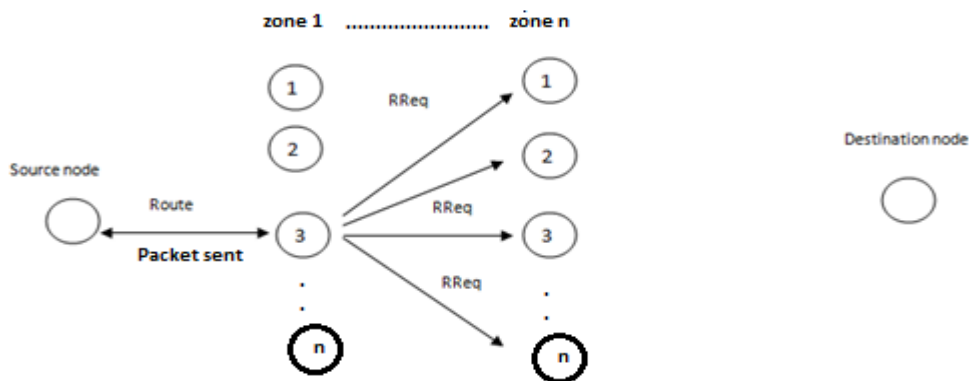 zone 1 ........................ zone n
1
1
RReq
2
2
Destination node
Source node
Route
RReq
3
3
Packet sent
RReq
.
.
.
.
n
n